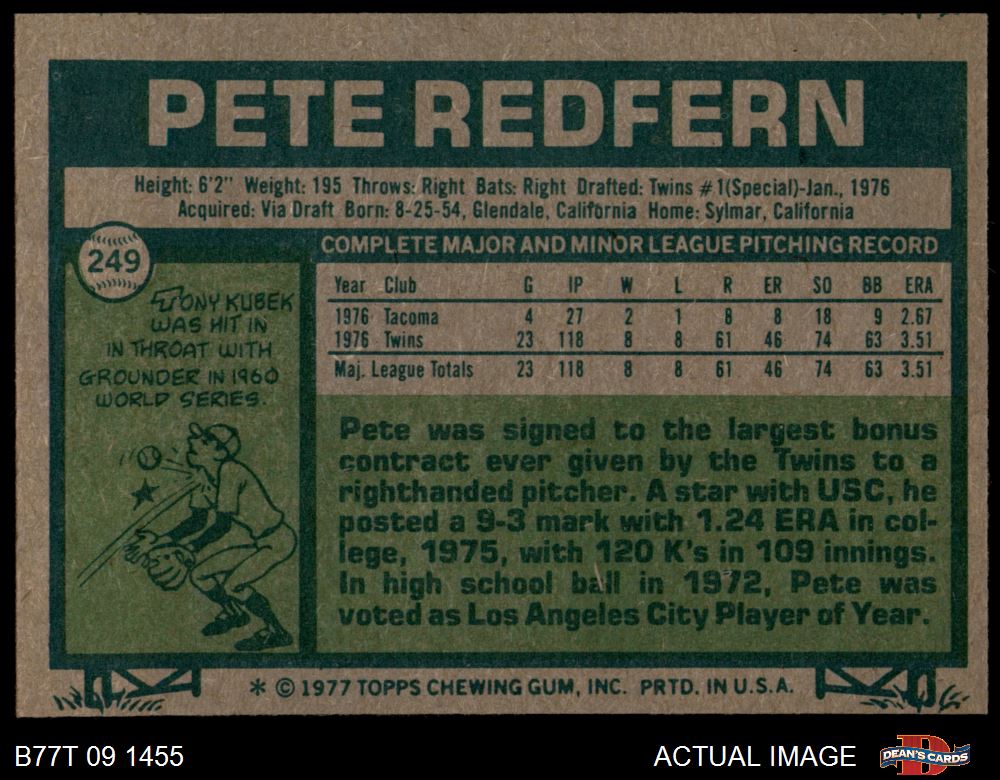 PETE REDFERN
Height: 6'2" Weight: 195 Throws: Right Bats: Right Drafted: Twins #1(Special)-Jan., 1976
Acquired: Via Draft Born: 8-25-54, Glendale, California Home: Sylmar, California
249
TONY KUBEK
WAS HIT IN
IN THROAT WITH
GROUNDER IN 1960
WORLD SERIES.
COMPLETE MAJOR AND MINOR LEAGUE PITCHING RECORD
Year Club G IP W L R ER SO BB ERA
1976 Tacoma 4 27 2 1 8 8 18 9 2.67
1976 Twins 23 118 8 8 61 46 74 63 3.51
Maj. League Totals 23 118 8 8 61 46 74 63 3.51
Pete was signed to the largest bonus
contract ever given by the Twins to a
righthanded pitcher. A star with USC, he
posted a 9-3 mark with 1.24 ERA in col-
lege, 1975, with 120 K's in 109 innings.
In high school ball in 1972, Pete was
voted as Los Angeles City Player of Year.
* © 1977 TOPPS CHEWING GUM, INC. PRTD. IN U.S.A.
B77T 09 1455
ACTUAL IMAGE
DEAN'S CARDS